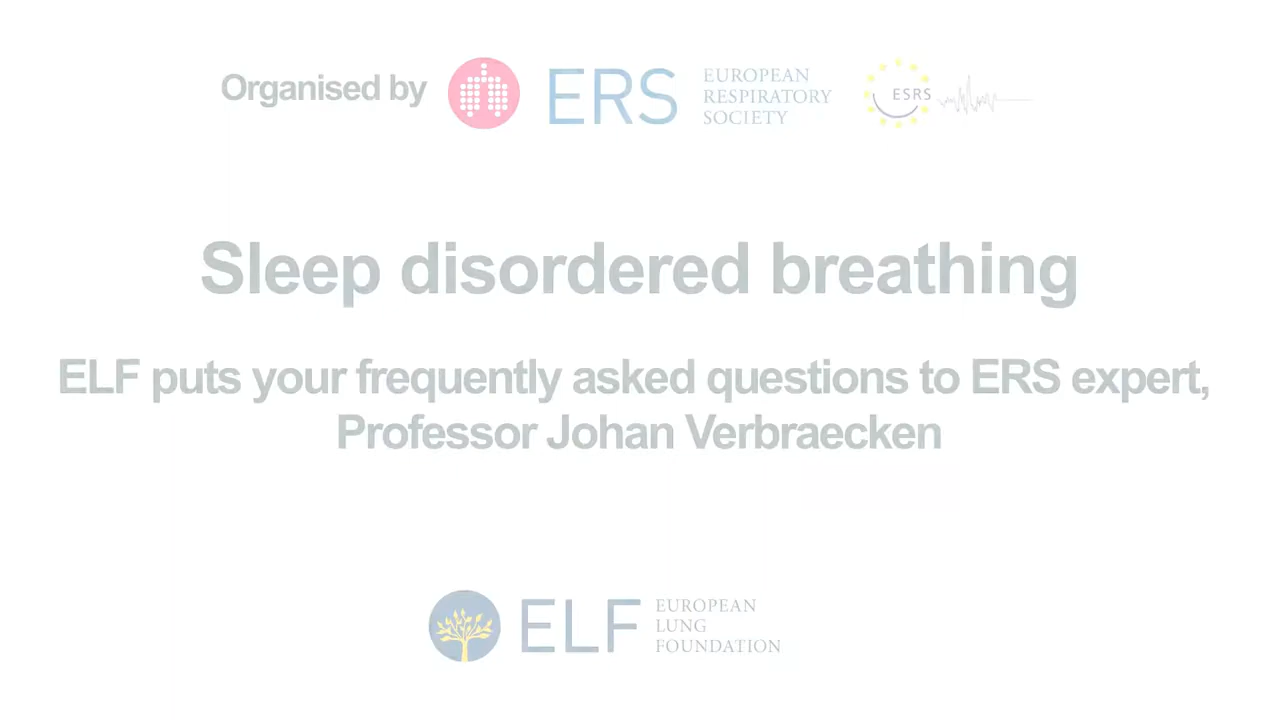 Organised by
ERS
EUROPEAN
RESPIRATORY
SOCIETY
ESRS
Sleep disordered breathing
ELF puts your frequently asked questions to ERS expert,
Professor Johan Verbraecken
ELF
EUROPEAN
LUNG
FOUNDATION